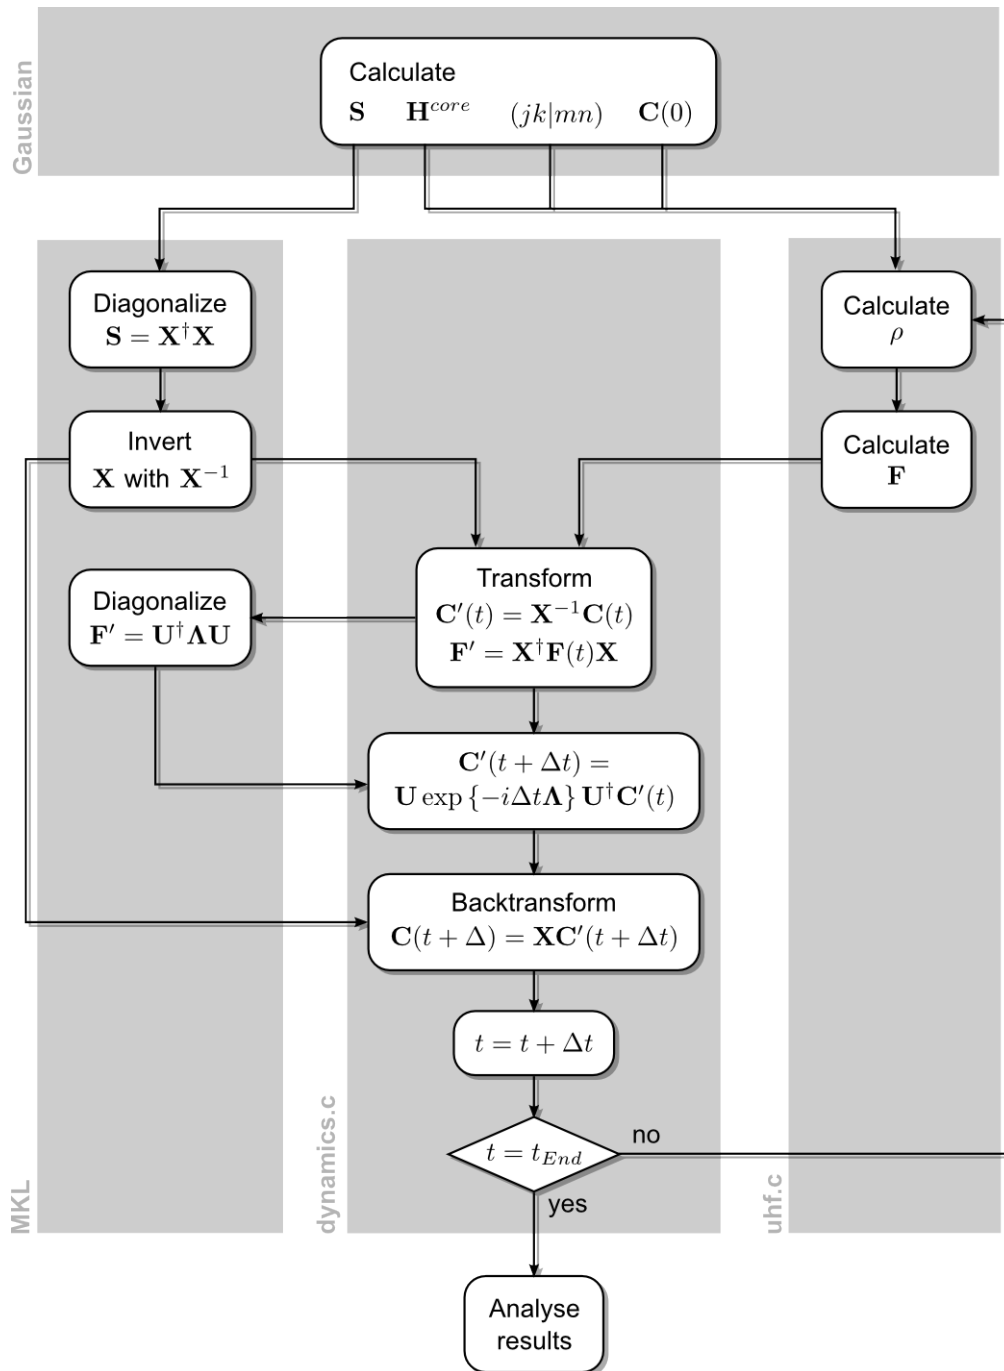 Gaussian
Calculate
S H^core (jk|mn) C(0)
Diagonalize
S = X†X
Calculate
ρ
Invert
X with X⁻¹
Calculate
F
Transform
C′(t) = X⁻¹C(t)
F′ = X†F(t)X
Diagonalize
F′ = U†ΛU
C′(t + Δt) =
U exp {−iΔtΛ} U†C′(t)
Backtransform
C(t + Δ) = XC′(t + Δt)
t = t + Δt
t = t_End
no
yes
MKL
dynamics.c
uhf.c
Analyse
results